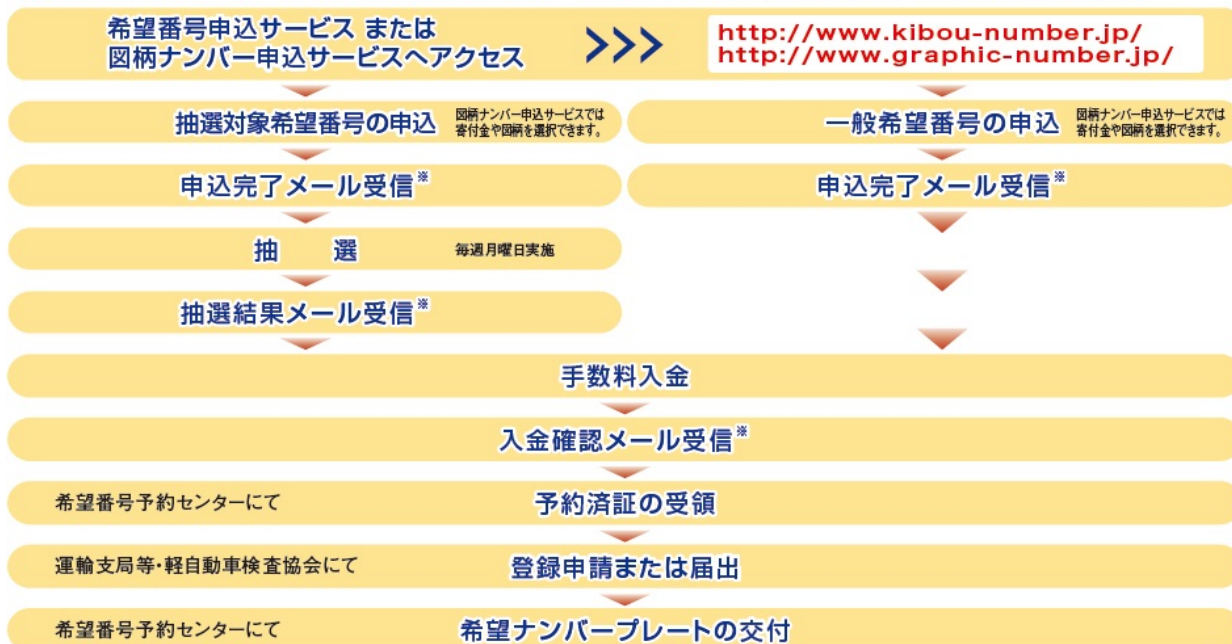 希望番号申込サービス または
図柄ナンバー申込サービスへアクセス
http://www.kibou-number.jp/
http://www.graphic-number.jp/
抽選対象希望番号の申込
図柄ナンバー申込サービスでは
寄付金や図柄を選択できます。
申込完了メール受信※
抽　選
毎週月曜日実施
抽選結果メール受信※
一般希望番号の申込
図柄ナンバー申込サービスでは
寄付金や図柄を選択できます。
申込完了メール受信※
手数料入金
入金確認メール受信※
希望番号予約センターにて
予約済証の受領
運輸支局等・軽自動車検査協会にて
登録申請または届出
希望番号予約センターにて
希望ナンバープレートの交付